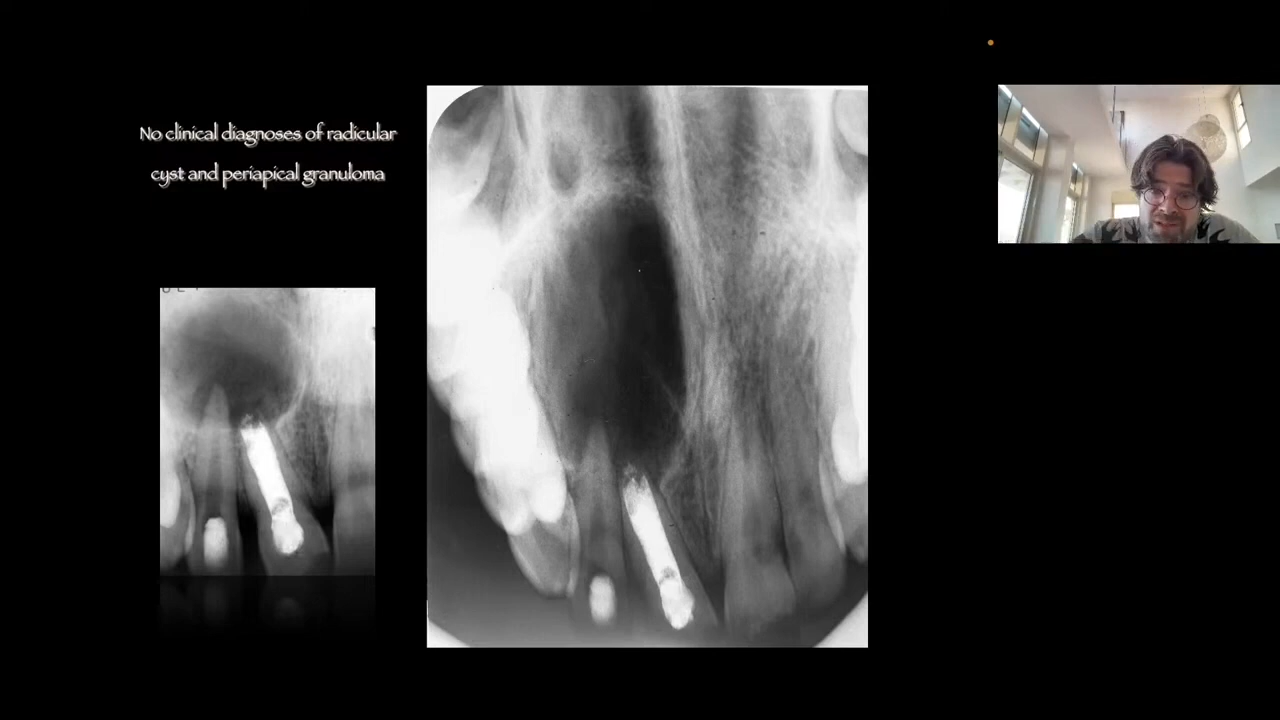 No clinical diagnoses of radicular
cyst and periapical granuloma